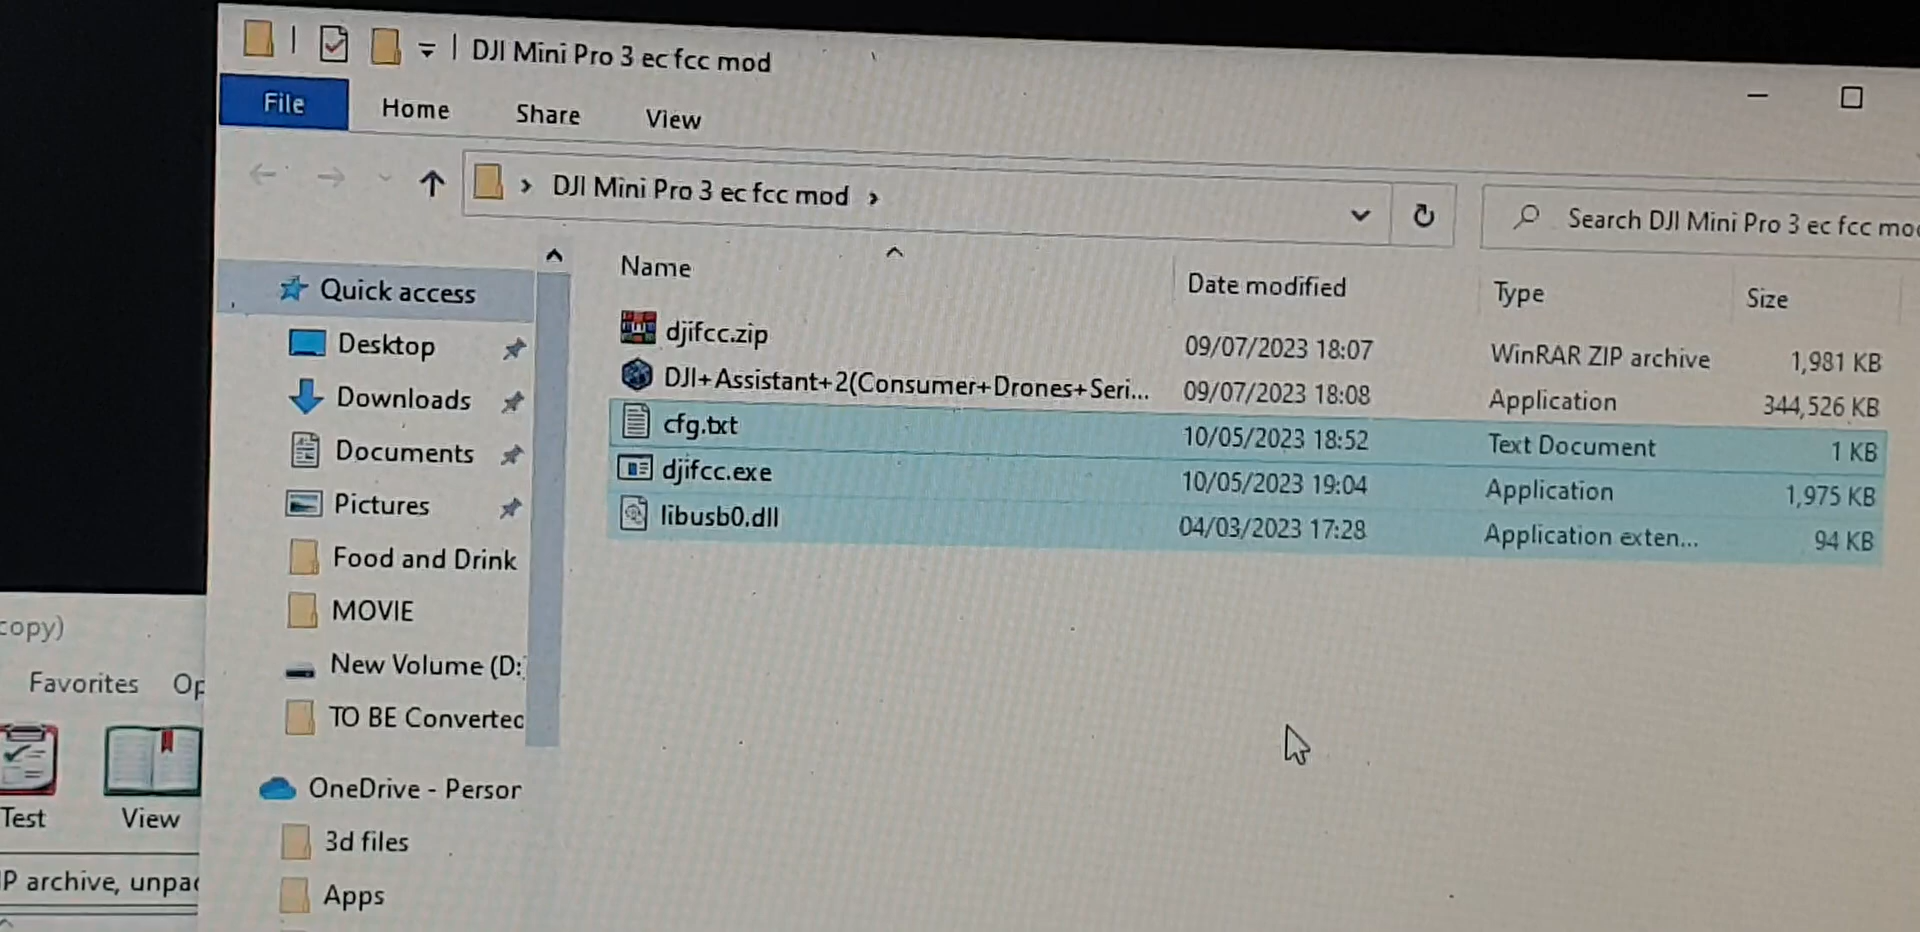 DJI Mini Pro 3 ec fcc mod
File Home Share View
DJI Mini Pro 3 ec fcc mod
Search DJI Mini Pro 3 ec fcc mo
Name Date modified Type Size
djifcc.zip 09/07/2023 18:07 WinRAR ZIP archive 1,981 KB
DJI+Assistant+2(Consumer+Drones+Seri... 09/07/2023 18:08 Application 344,526 KB
cfg.txt 10/05/2023 18:52 Text Document 1 KB
djifcc.exe 10/05/2023 19:04 Application 1,975 KB
libusb0.dll 04/03/2023 17:28 Application exten... 94 KB
Quick access
Desktop
Downloads
Documents
Pictures
Food and Drink
MOVIE
New Volume (D:
TO BE Convertec
OneDrive - Persor
3d files
Apps
copy)
Favorites Op
Test View
IP archive, unpac